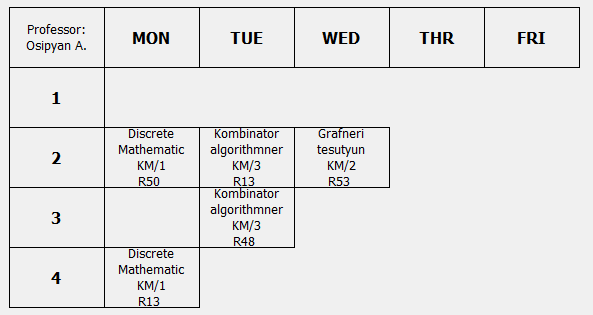 Professor:
Osipyan A.
MON
TUE
WED
THR
FRI
1
2
Discrete
Mathematic
KM/1
R50
Kombinator
algorithmner
KM/3
R13
Grafneri
tesutyun
KM/2
R53
3
Kombinator
algorithmner
KM/3
R48
4
Discrete
Mathematic
KM/1
R13